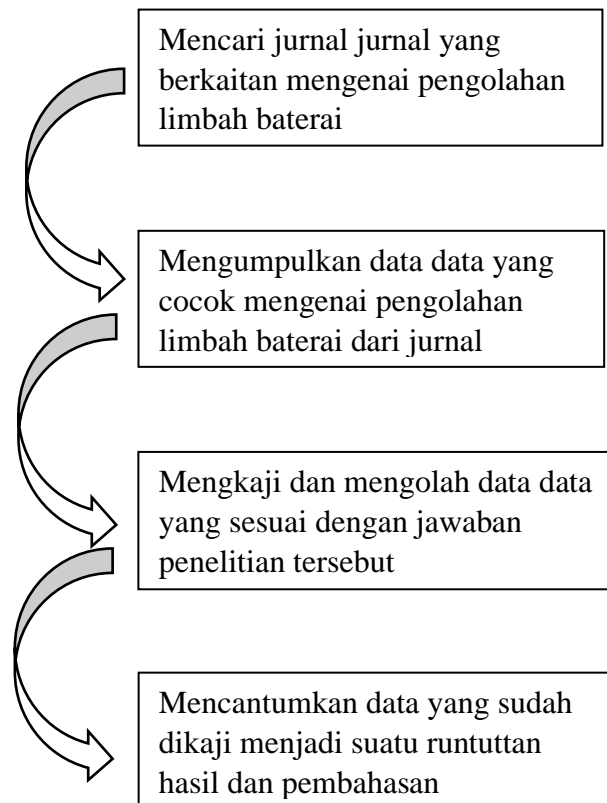 Mencari jurnal jurnal yang
berkaitan mengenai pengolahan
limbah baterai
Mengumpulkan data data yang
cocok mengenai pengolahan
limbah baterai dari jurnal
Mengkaji dan mengolah data data
yang sesuai dengan jawaban
penelitian tersebut
Mencantumkan data yang sudah
dikaji menjadi suatu runtuttan
hasil dan pembahasan